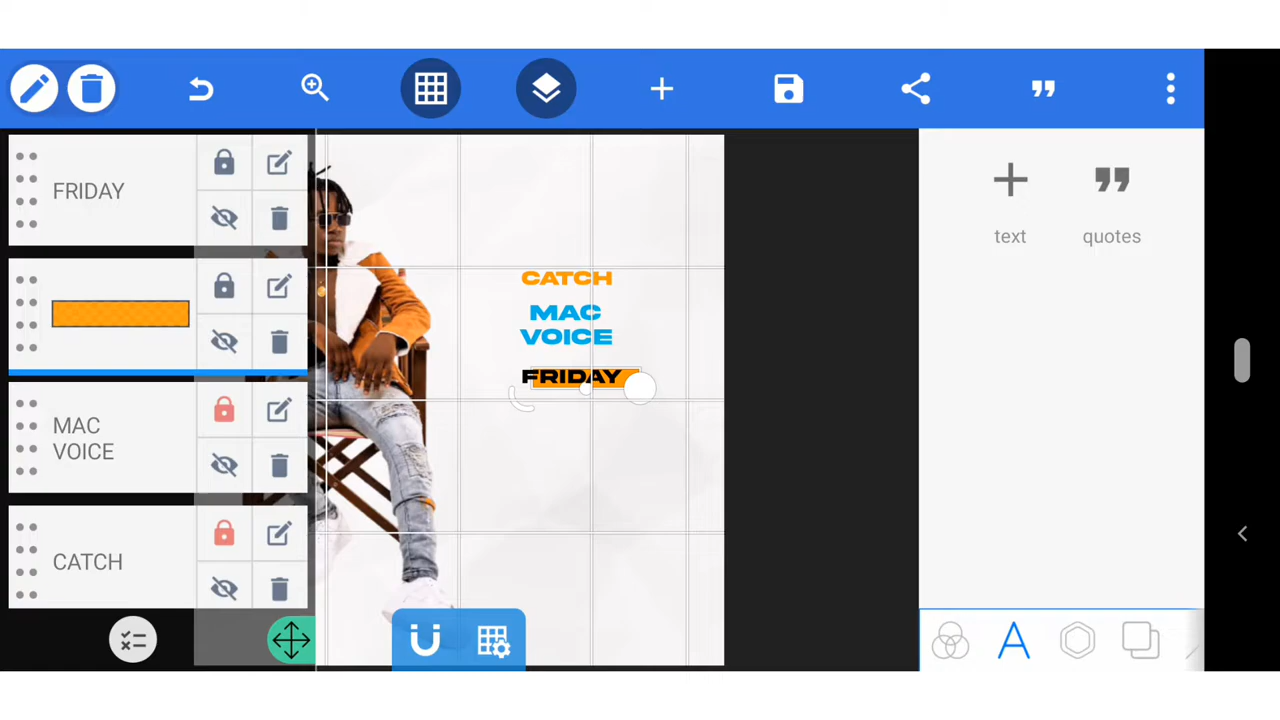 FRIDAY
MAC
VOICE
CATCH
CATCH
MAC
VOICE
FRIDAY
text
quotes